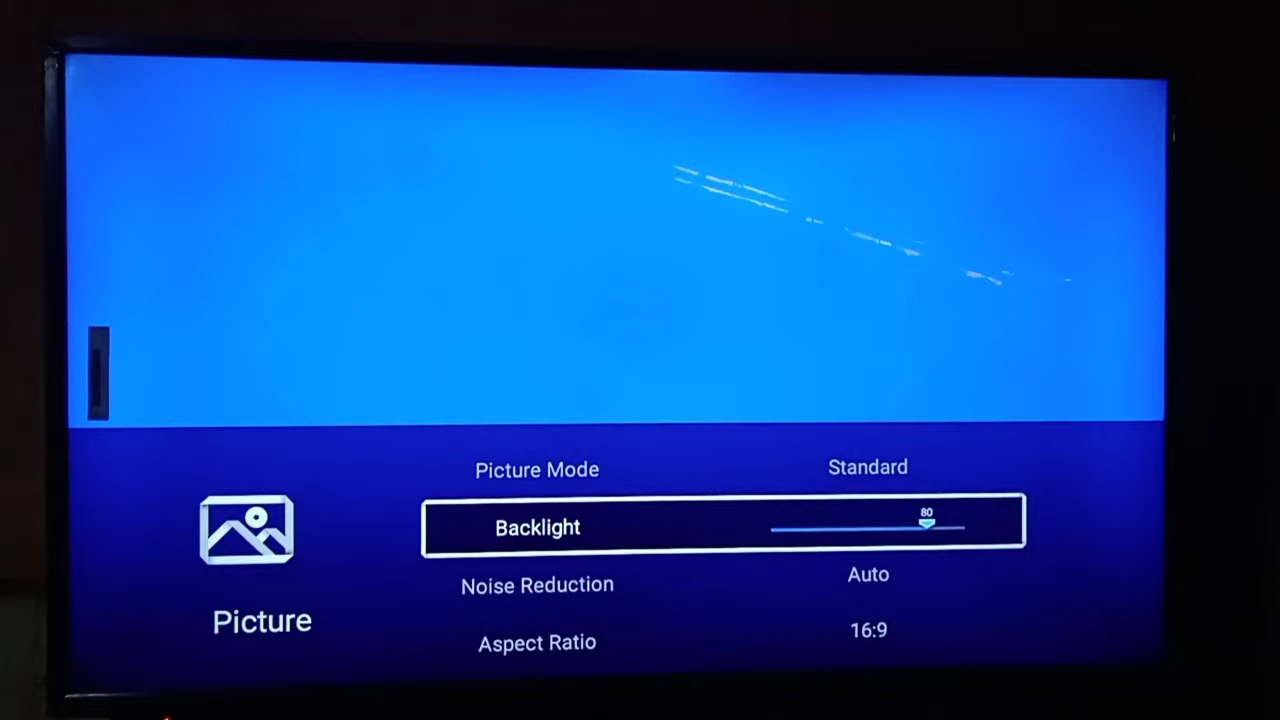 Picture Mode Standard
Backlight 80
Noise Reduction Auto
Picture
Aspect Ratio 16:9